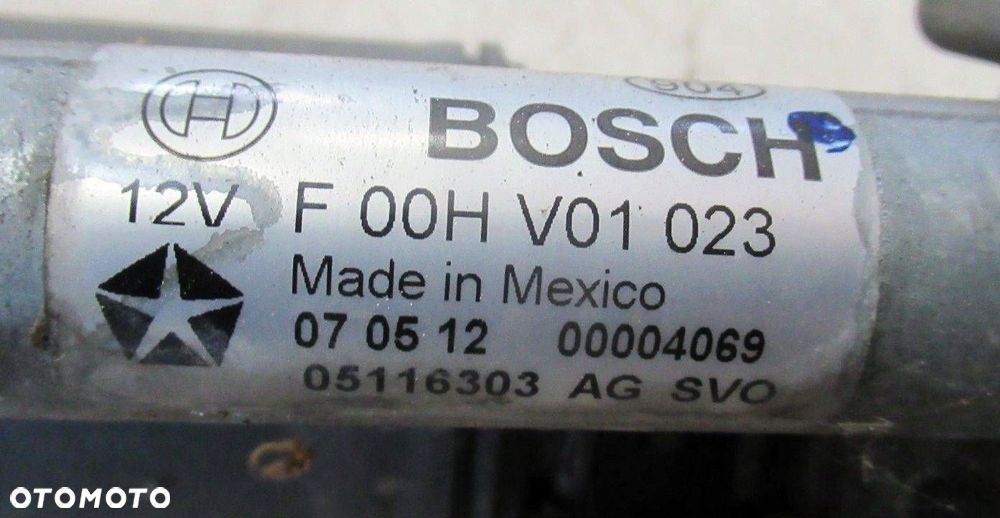 904
BOSCH
12V F 00H V01 023
Made in Mexico
07 05 12 00004069
05116303 AG SVO
OTOMOTO